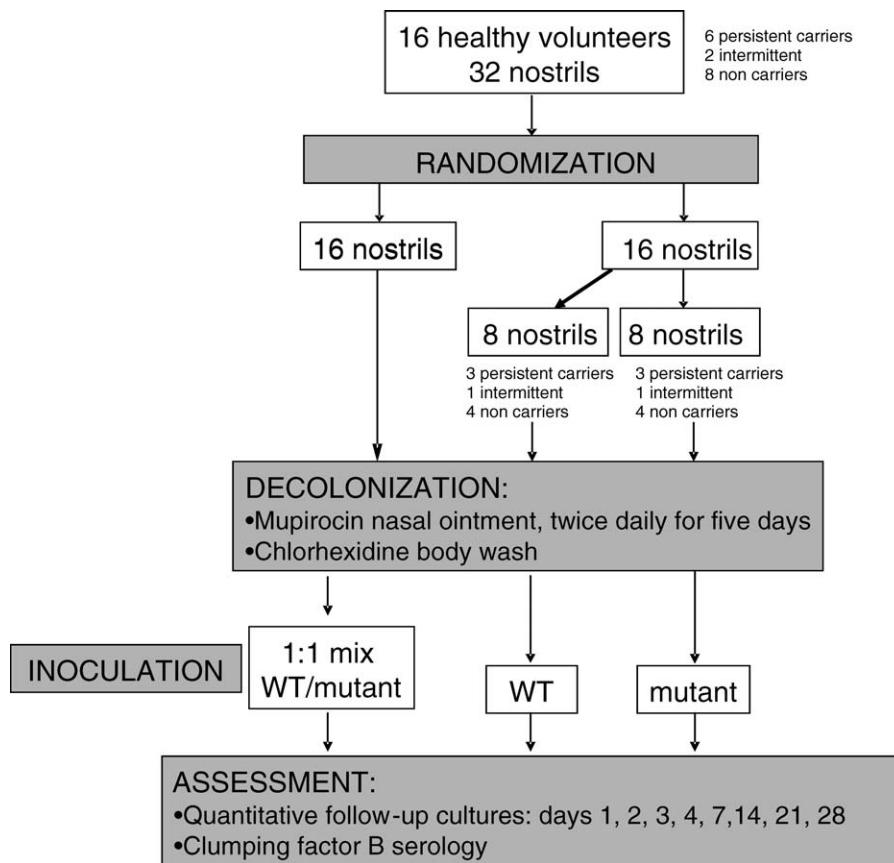 16 healthy volunteers
32 nostrils
6 persistent carriers
2 intermittent
8 non carriers
RANDOMIZATION
16 nostrils
16 nostrils
8 nostrils
8 nostrils
3 persistent carriers
1 intermittent
4 non carriers
3 persistent carriers
1 intermittent
4 non carriers
DECOLONIZATION:
•Mupirocin nasal ointment, twice daily for five days
•Chlorhexidine body wash
INOCULATION
1:1 mix
WT/mutant
WT
mutant
ASSESSMENT:
•Quantitative follow-up cultures: days 1, 2, 3, 4, 7,14, 21, 28
•Clumping factor B serology